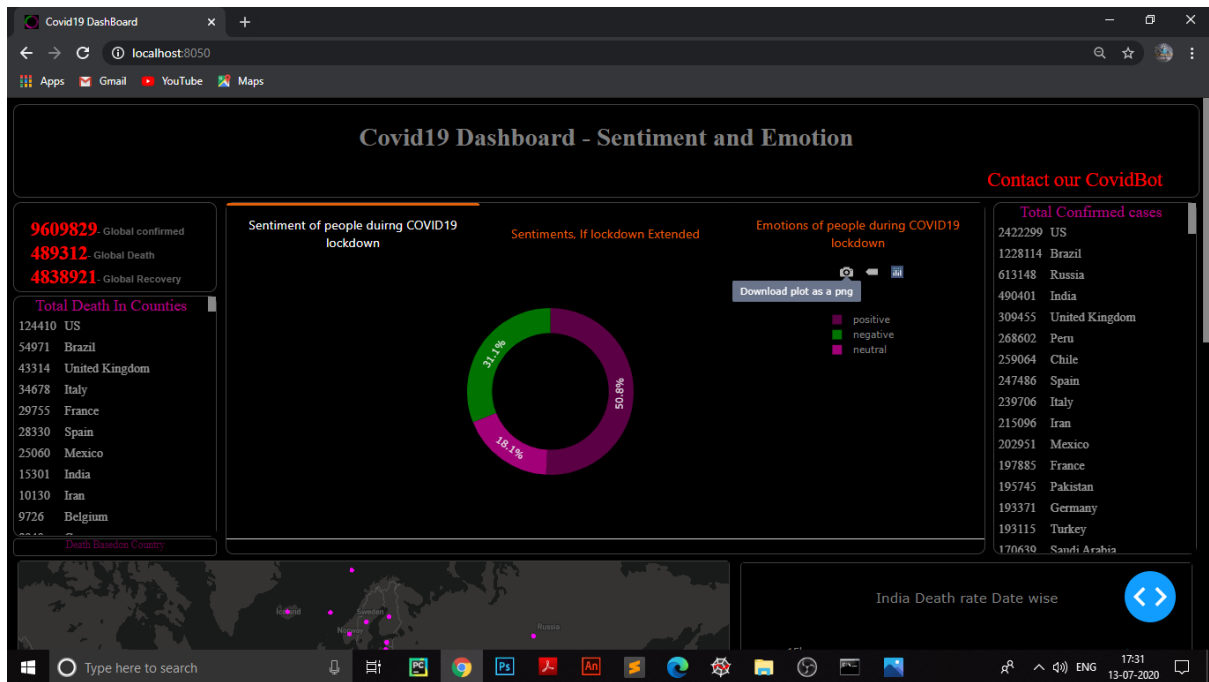 Covid19 DashBoard
localhost:8050
Apps Gmail YouTube Maps
Covid19 Dashboard - Sentiment and Emotion
Contact our CovidBot
9609829- Global confirmed
489312- Global Death
4838921- Global Recovery
Total Death In Counties
124410 US
54971 Brazil
43314 United Kingdom
34678 Italy
29755 France
28330 Spain
25060 Mexico
15301 India
10130 Iran
9726 Belgium
Death Basedon Country
Sentiment of people duirng COVID19
lockdown
Sentiments, If lockdown Extended
Emotions of people during COVID19
lockdown
Download plot as a png
positive
negative
neutral
31.1%
50.8%
18.1%
Total Confirmed cases
2422299 US
1228114 Brazil
613148 Russia
490401 India
309455 United Kingdom
268602 Peru
259064 Chile
247486 Spain
239706 Italy
215096 Iran
202951 Mexico
197885 France
195745 Pakistan
193371 Germany
193115 Turkey
170639 Saudi Arabia
Iceland
Sweden
Norway
Russia
India Death rate Date wise
Type here to search
PC
Ps
An
ENG
17:31
13-07-2020